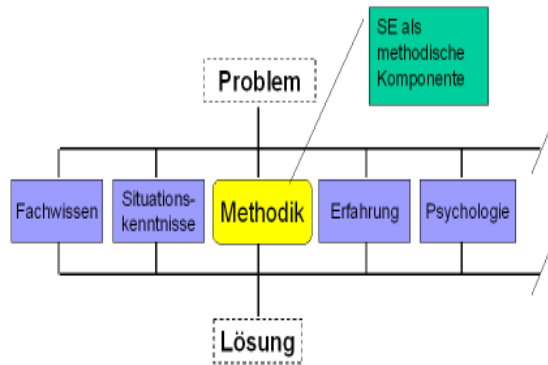 SE als
methodische
Komponente
Problem
Fachwissen
Situations-
kenntnisse
Methodik
Erfahrung
Psychologie
Lösung